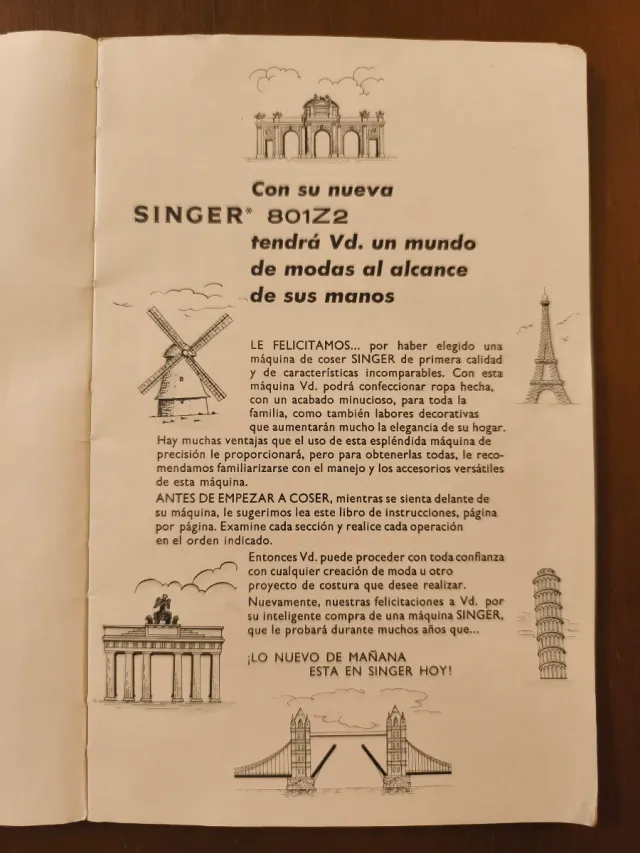 Con su nueva
SINGER* 801Z2
tendrá Vd. un mundo
de modas al alcance
de sus manos
LE FELICITAMOS... por haber elegido una
máquina de coser SINGER de primera calidad
y de características incomparables. Con esta
máquina Vd. podrá confeccionar ropa hecha,
con un acabado minucioso, para toda la
familia, como también labores decorativas
que aumentarán mucho la elegancia de su hogar.
Hay muchas ventajas que el uso de esta espléndida máquina de
precisión le proporcionará, pero para obtenerlas todas, le reco-
mendamos familiarizarse con el manejo y los accesorios versátiles
de esta máquina.
ANTES DE EMPEZAR A COSER, mientras se sienta delante de
su máquina, le sugerimos lea este libro de instrucciones, página
por página. Examine cada sección y realice cada operación
en el orden indicado.
Entonces Vd. puede proceder con toda confianza
con cualquier creación de moda u otro
proyecto de costura que desee realizar.
Nuevamente, nuestras felicitaciones a Vd. por
su inteligente compra de una máquina SINGER,
que le probará durante muchos años que...
¡LO NUEVO DE MAÑANA
ESTA EN SINGER HOY!